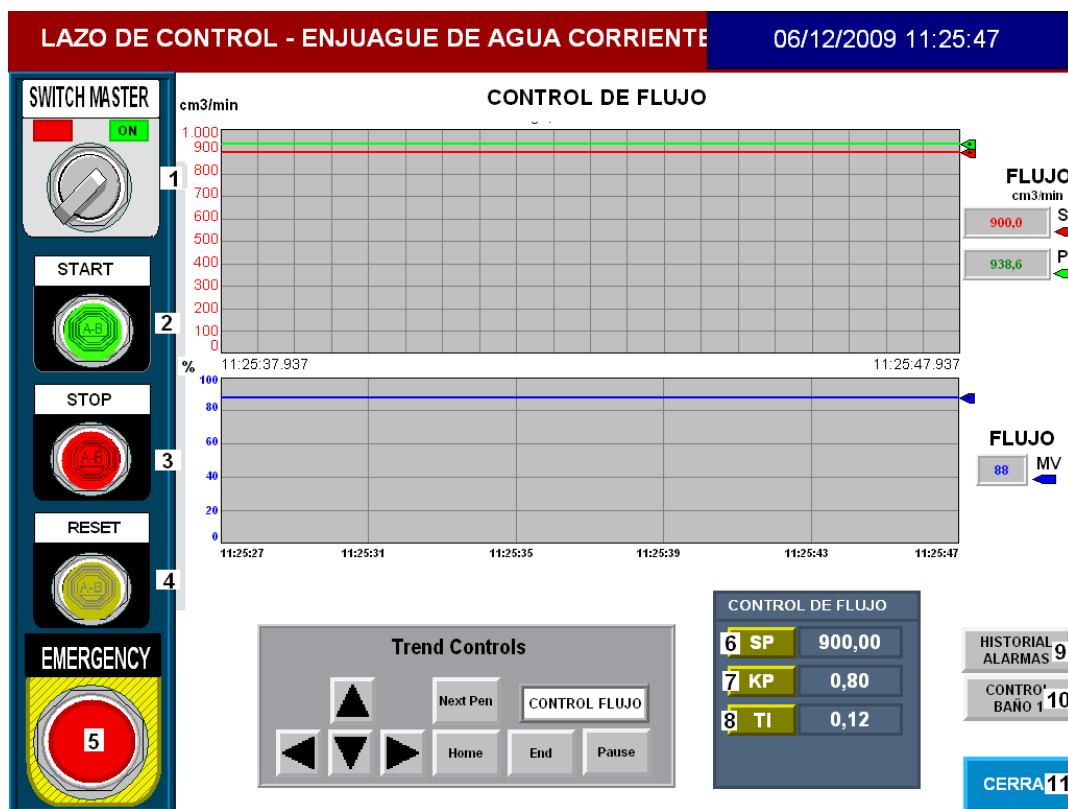 LAZO DE CONTROL - ENJUAGUE DE AGUA CORRIENTE
06/12/2009 11:25:47
SWITCH MASTER
ON
1
START
A-B
2
STOP
A-B
3
RESET
A-B
4
EMERGENCY
5
cm3/min
CONTROL DE FLUJO
1.000
900
800
700
600
500
400
300
200
100
0
11:25:37.937
11:25:47.937
FLUJO
cm3/min
900,0
S
938,6
P
%
100
80
60
40
20
0
11:25:27
11:25:31
11:25:35
11:25:39
11:25:43
11:25:47
FLUJO
88
MV
Trend Controls
Next Pen
CONTROL FLUJO
Home
End
Pause
CONTROL DE FLUJO
6 SP 900,00
7 KP 0,80
8 TI 0,12
HISTORIAL
ALARMAS 9
CONTRO
BAÑO 1 10
CERRA 11